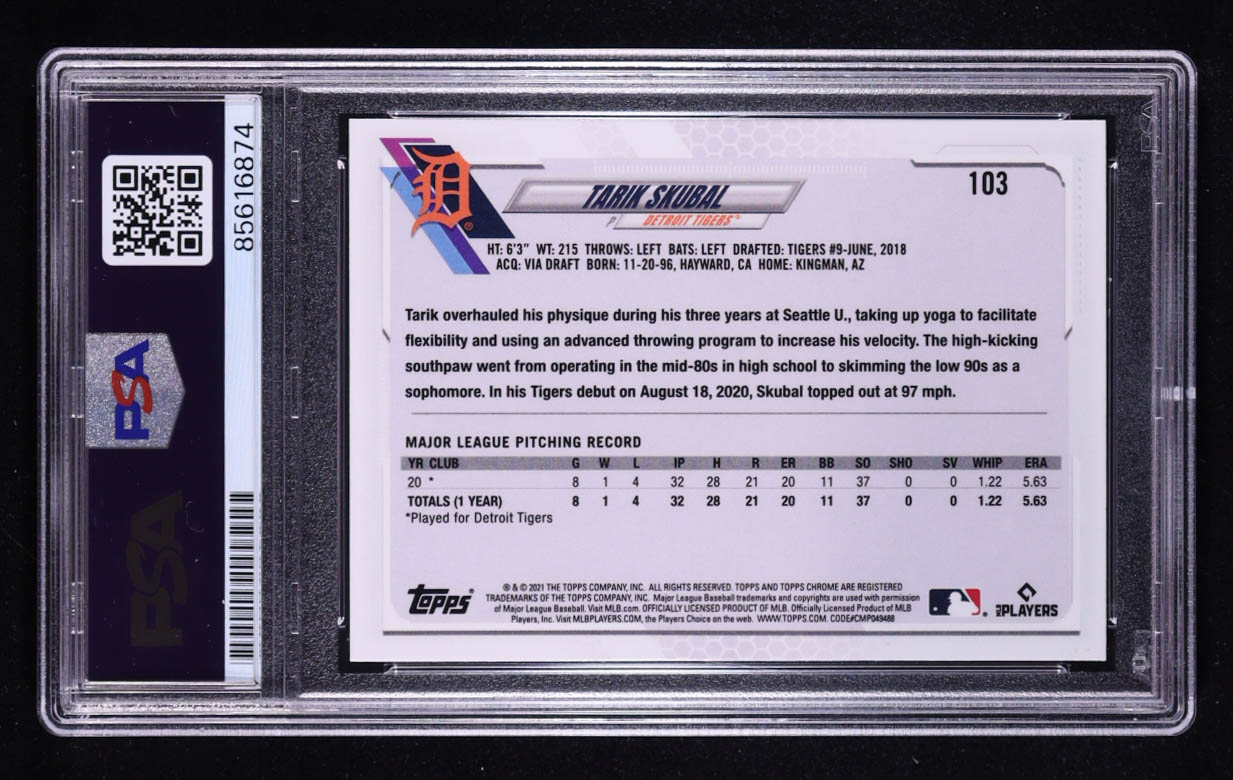 85616874
PSA
PSA
D
103
TARIK SKUBAL
P DETROIT TIGERS®
HT: 6'3" WT: 215 THROWS: LEFT BATS: LEFT DRAFTED: TIGERS #9-JUNE, 2018
ACQ: VIA DRAFT BORN: 11-20-96, HAYWARD, CA HOME: KINGMAN, AZ
Tarik overhauled his physique during his three years at Seattle U., taking up yoga to facilitate
flexibility and using an advanced throwing program to increase his velocity. The high-kicking
southpaw went from operating in the mid-80s in high school to skimming the low 90s as a
sophomore. In his Tigers debut on August 18, 2020, Skubal topped out at 97 mph.
MAJOR LEAGUE PITCHING RECORD
YR CLUB G W L IP H R ER BB SO SHO SV WHIP ERA
20 * 8 1 4 32 28 21 20 11 37 0 0 1.22 5.63
TOTALS (1 YEAR) 8 1 4 32 28 21 20 11 37 0 0 1.22 5.63
*Played for Detroit Tigers
Topps®
® & © 2021 THE TOPPS COMPANY, INC. ALL RIGHTS RESERVED. TOPPS AND TOPPS CHROME ARE REGISTERED
TRADEMARKS OF THE TOPPS COMPANY, INC. Major League Baseball trademarks and copyrights are used with permission
of Major League Baseball. Visit MLB.com. OFFICIALLY LICENSED PRODUCT OF MLB. Officially Licensed Product of MLB
Players, Inc. Visit MLBPLAYERS.COM, the Players Choice on the web. WWW.TOPPS.COM. CODE#CMP049488
MLB PLAYERS